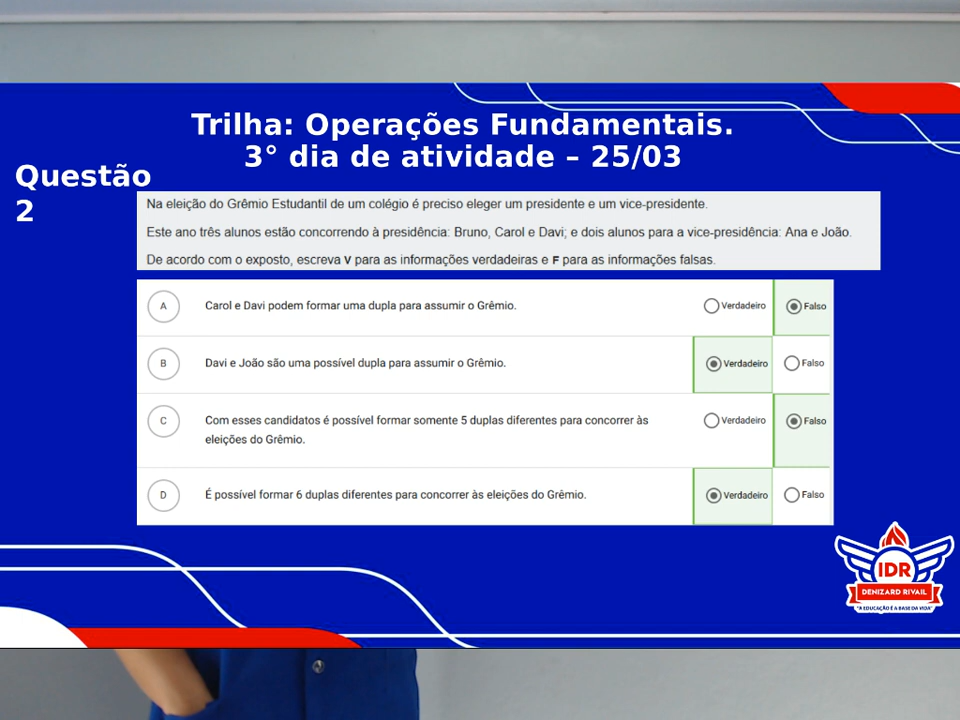 Trilha: Operações Fundamentais.
3° dia de atividade – 25/03
Questão
2
Na eleição do Grêmio Estudantil de um colégio é preciso eleger um presidente e um vice-presidente.
Este ano três alunos estão concorrendo à presidência: Bruno, Carol e Davi; e dois alunos para a vice-presidência: Ana e João.
De acordo com o exposto, escreva V para as informações verdadeiras e F para as informações falsas.
A Carol e Davi podem formar uma dupla para assumir o Grêmio. Verdadeiro Falso
B Davi e João são uma possível dupla para assumir o Grêmio. Verdadeiro Falso
C Com esses candidatos é possível formar somente 5 duplas diferentes para concorrer às Verdadeiro Falso
eleições do Grêmio.
D É possível formar 6 duplas diferentes para concorrer às eleições do Grêmio. Verdadeiro Falso
IDR
DENIZARD RIVAIL
"A EDUCAÇÃO É A BASE DA VIDA"